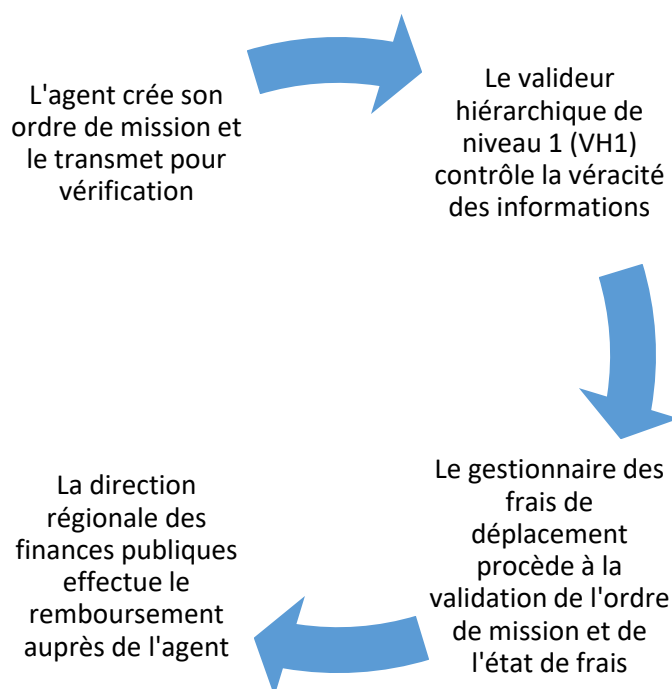 L'agent crée son
ordre de mission et
le transmet pour
vérification
Le valideur
hiérarchique de
niveau 1 (VH1)
contrôle la véracité
des informations
Le gestionnaire des
frais de
déplacement
procède à la
validation de l'ordre
de mission et de
l'état de frais
La direction
régionale des
finances publiques
effectue le
remboursement
auprès de l'agent